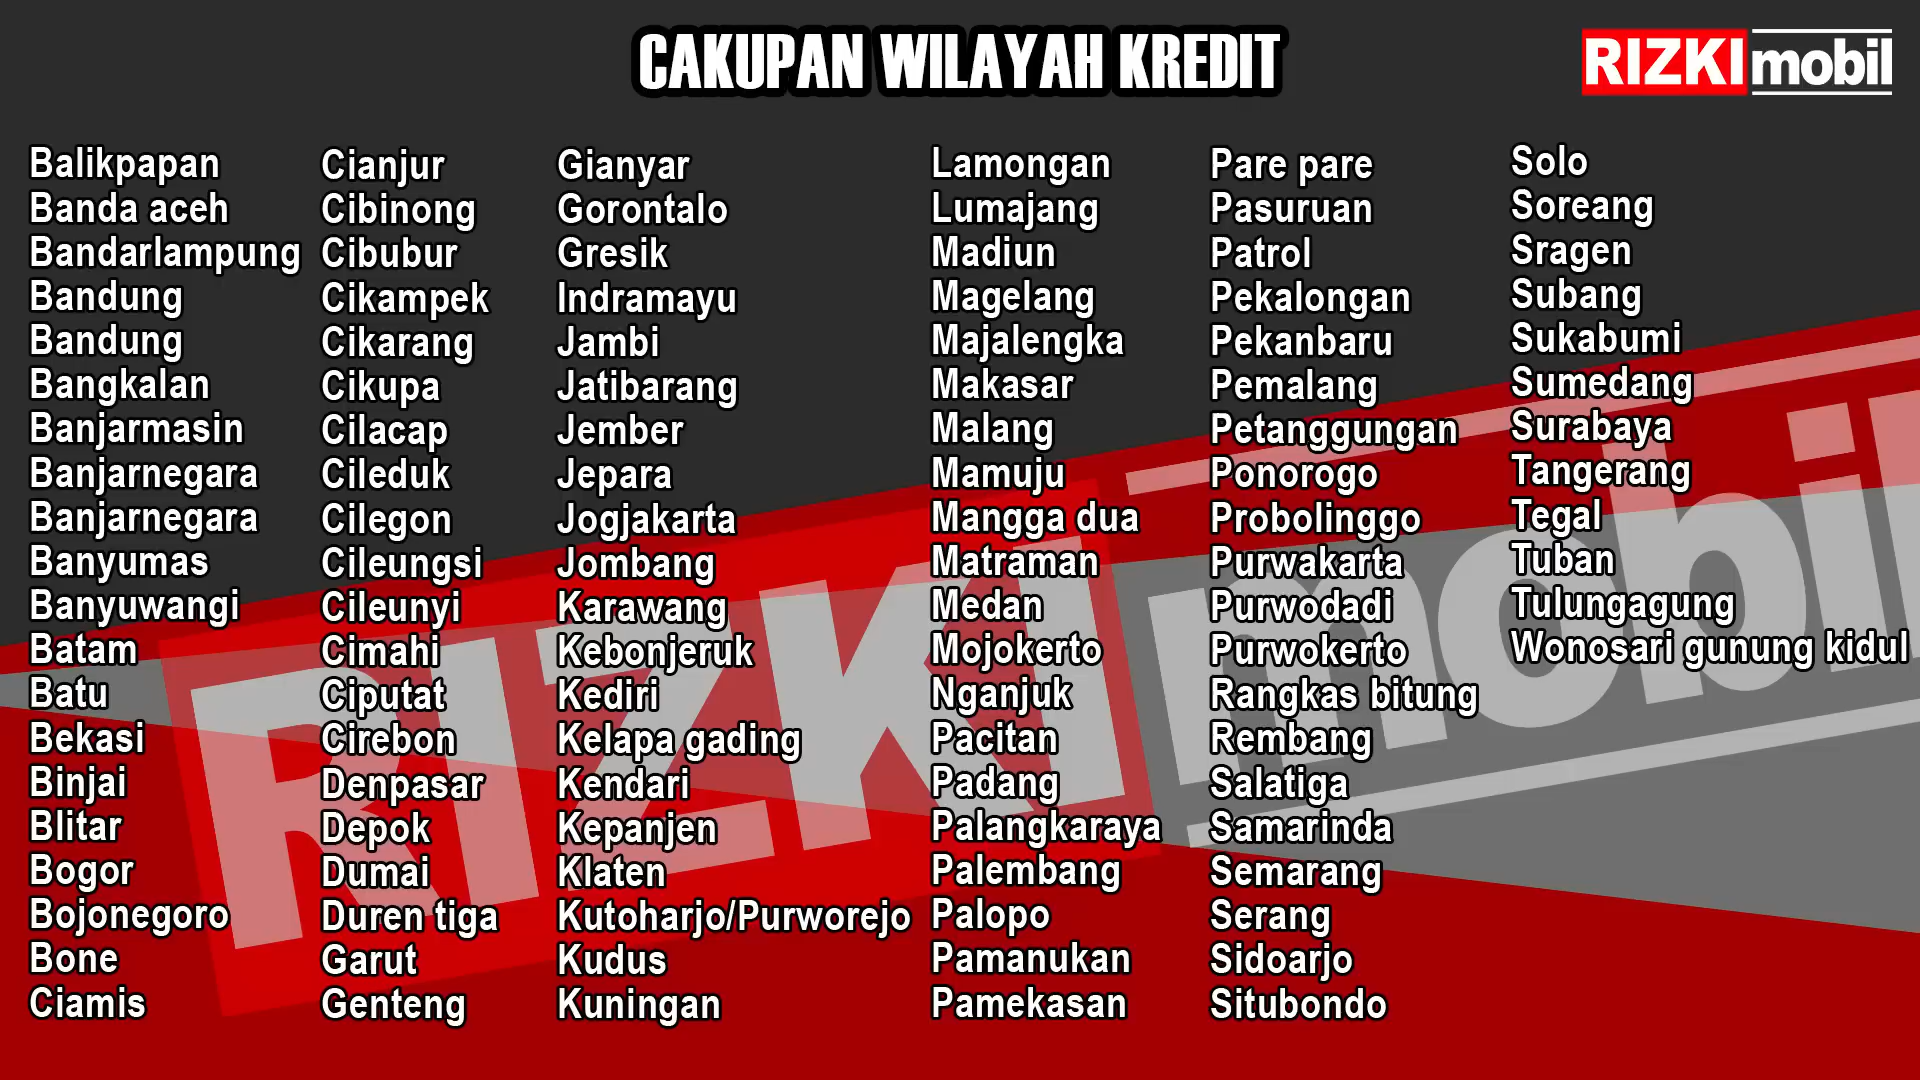 CAKUPAN WILAYAH KREDIT
RIZKI mobil
Balikpapan
Banda aceh
Bandarlampung
Bandung
Bandung
Bangkalan
Banjarmasin
Banjarnegara
Banjarnegara
Banyumas
Banyuwangi
Batam
Batu
Bekasi
Binjai
Blitar
Bogor
Bojonegoro
Bone
Ciamis
Cianjur
Cibinong
Cibubur
Cikampek
Cikarang
Cikupa
Cilacap
Cileduk
Cilegon
Cileungsi
Cileunyi
Cimahi
Ciputat
Cirebon
Denpasar
Depok
Dumai
Duren tiga
Garut
Genteng
Gianyar
Gorontalo
Gresik
Indramayu
Jambi
Jatibarang
Jember
Jepara
Jogjakarta
Jombang
Karawang
Kebonjeruk
Kediri
Kelapa gading
Kendari
Kepanjen
Klaten
Kutoharjo/Purworejo
Kudus
Kuningan
Lamongan
Lumajang
Madiun
Magelang
Majalengka
Makasar
Malang
Mamuju
Mangga dua
Matraman
Medan
Mojokerto
Nganjuk
Pacitan
Padang
Palangkaraya
Palembang
Palopo
Pamanukan
Pamekasan
Pare pare
Pasuruan
Patrol
Pekalongan
Pekanbaru
Pemalang
Petanggungan
Ponorogo
Probolinggo
Purwakarta
Purwodadi
Purwokerto
Rangkas bitung
Rembang
Salatiga
Samarinda
Semarang
Serang
Sidoarjo
Situbondo
Solo
Soreang
Sragen
Subang
Sukabumi
Sumedang
Surabaya
Tangerang
Tegal
Tuban
Tulungagung
Wonosari gunung kidul
RIZKI mobil